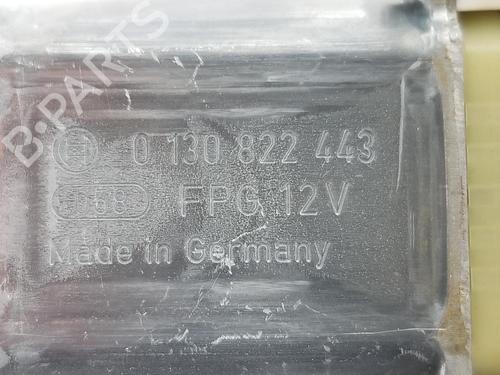 B-PARTS
0 130 822 443
FPG 12V
Made in Germany